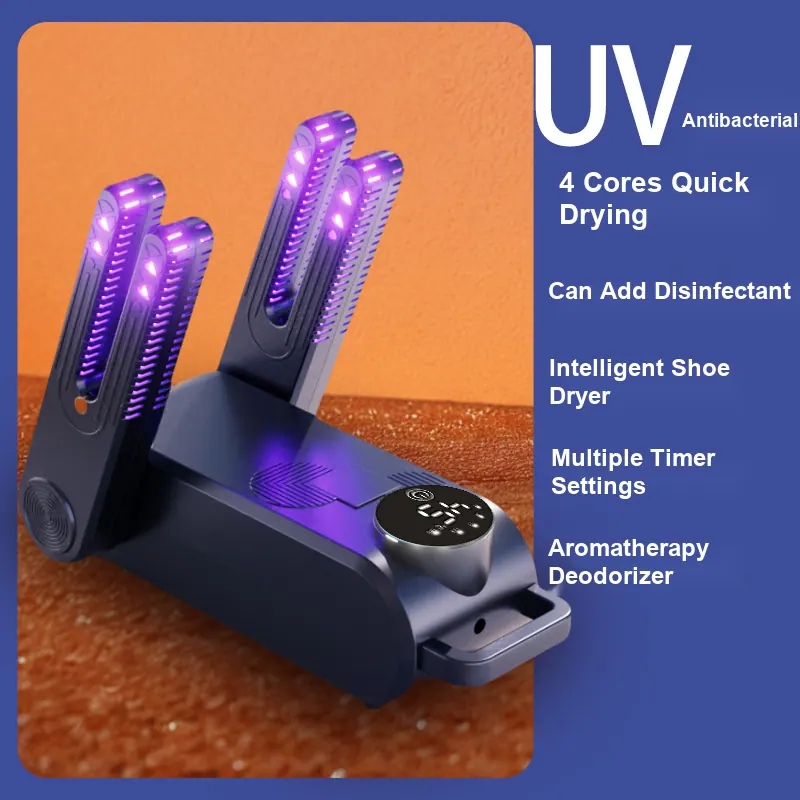 UV
Antibacterial
4 Cores Quick
Drying
Can Add Disinfectant
Intelligent Shoe
Dryer
Multiple Timer
Settings
Aromatherapy
Deodorizer